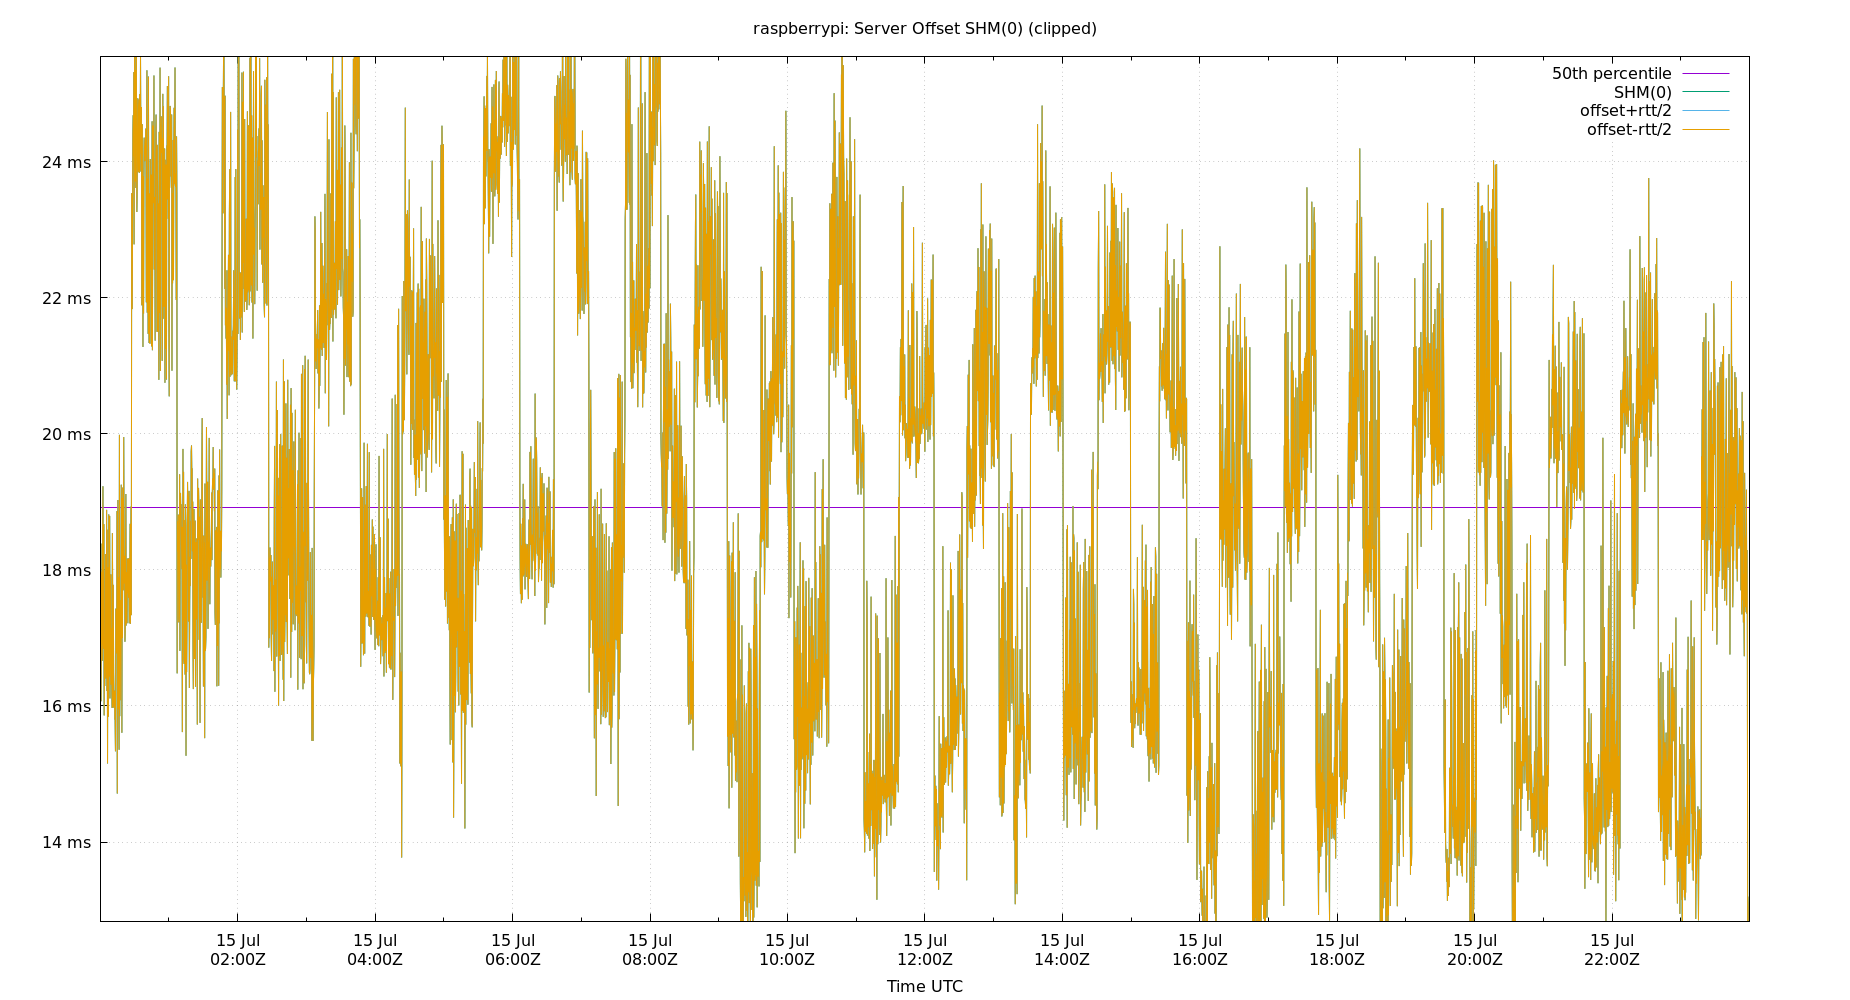 raspberrypi: Server Offset SHM(0) (clipped)
50th percentile
SHM(0)
offset+rtt/2
offset-rtt/2
24 ms
22 ms
20 ms
18 ms
16 ms
14 ms
15 Jul 15 Jul 15 Jul 15 Jul 15 Jul 15 Jul 15 Jul 15 Jul 15 Jul 15 Jul 15 Jul
02:00Z 04:00Z 06:00Z 08:00Z 10:00Z 12:00Z 14:00Z 16:00Z 18:00Z 20:00Z 22:00Z
Time UTC